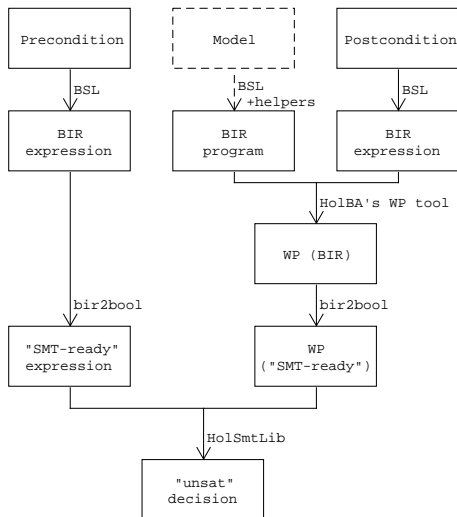 Precondition
Model
Postcondition
BSL
BSL
+helpers
BSL
BIR
expression
BIR
program
BIR
expression
HolBA's WP tool
WP (BIR)
bir2bool
bir2bool
"SMT-ready"
expression
WP
("SMT-ready")
HolSmtLib
"unsat"
decision